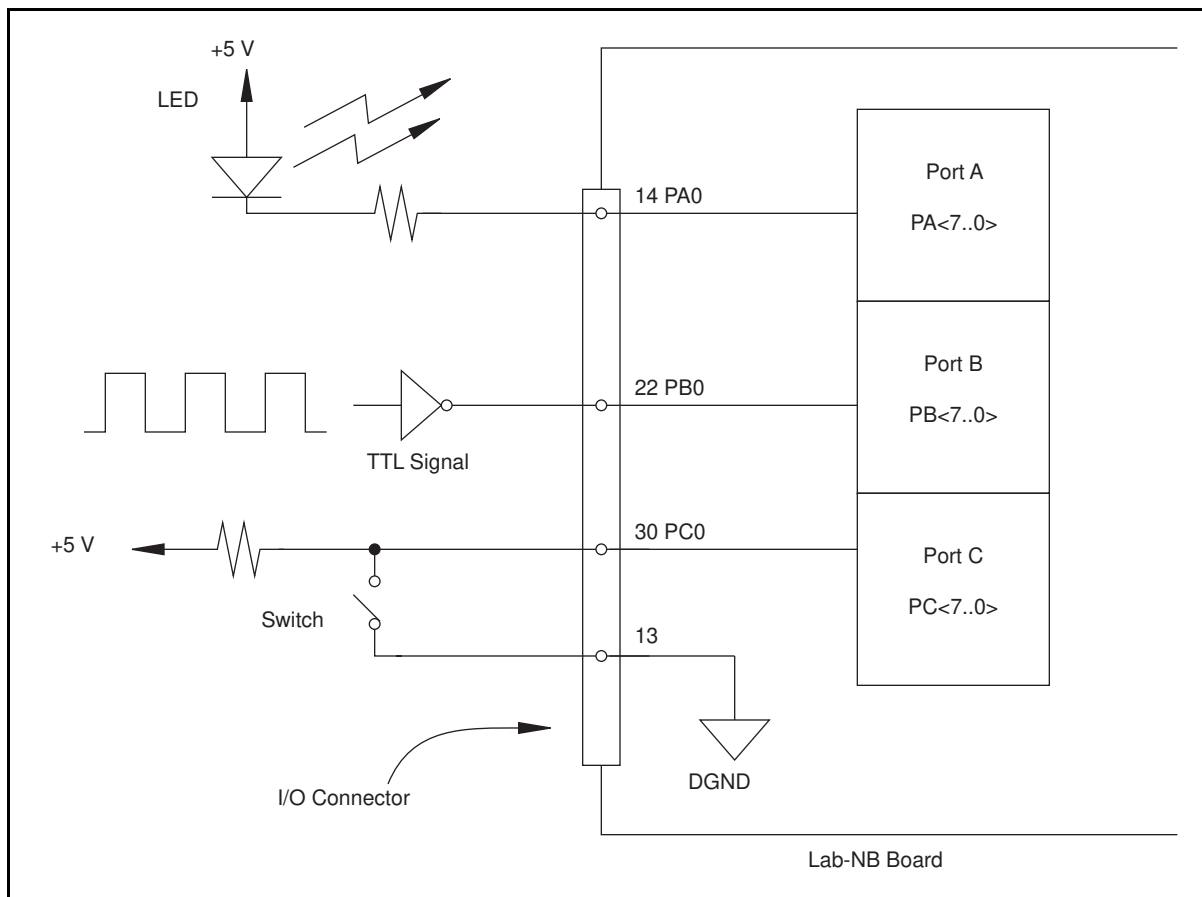 +5 V
LED
14 PA0
Port A
PA<7..0>
22 PB0
TTL Signal
Port B
PB<7..0>
+5 V
30 PC0
Switch
13
Port C
PC<7..0>
DGND
I/O Connector
Lab-NB Board